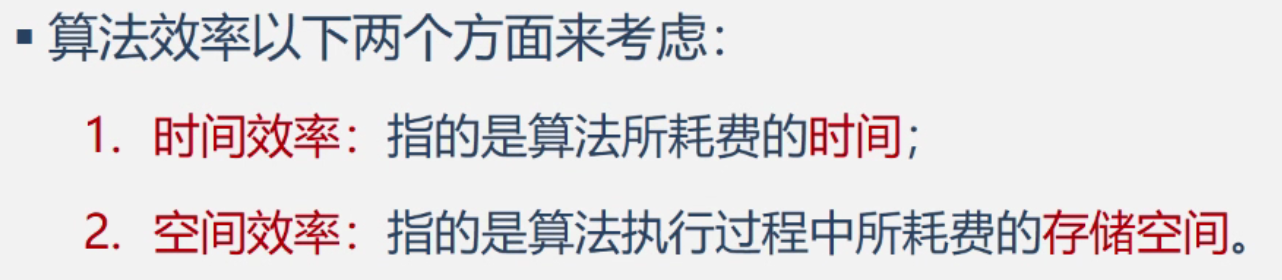 ▪ 算法效率以下两个方面来考虑：
1. 时间效率：指的是算法所耗费的时间；
2. 空间效率：指的是算法执行过程中所耗费的存储空间。